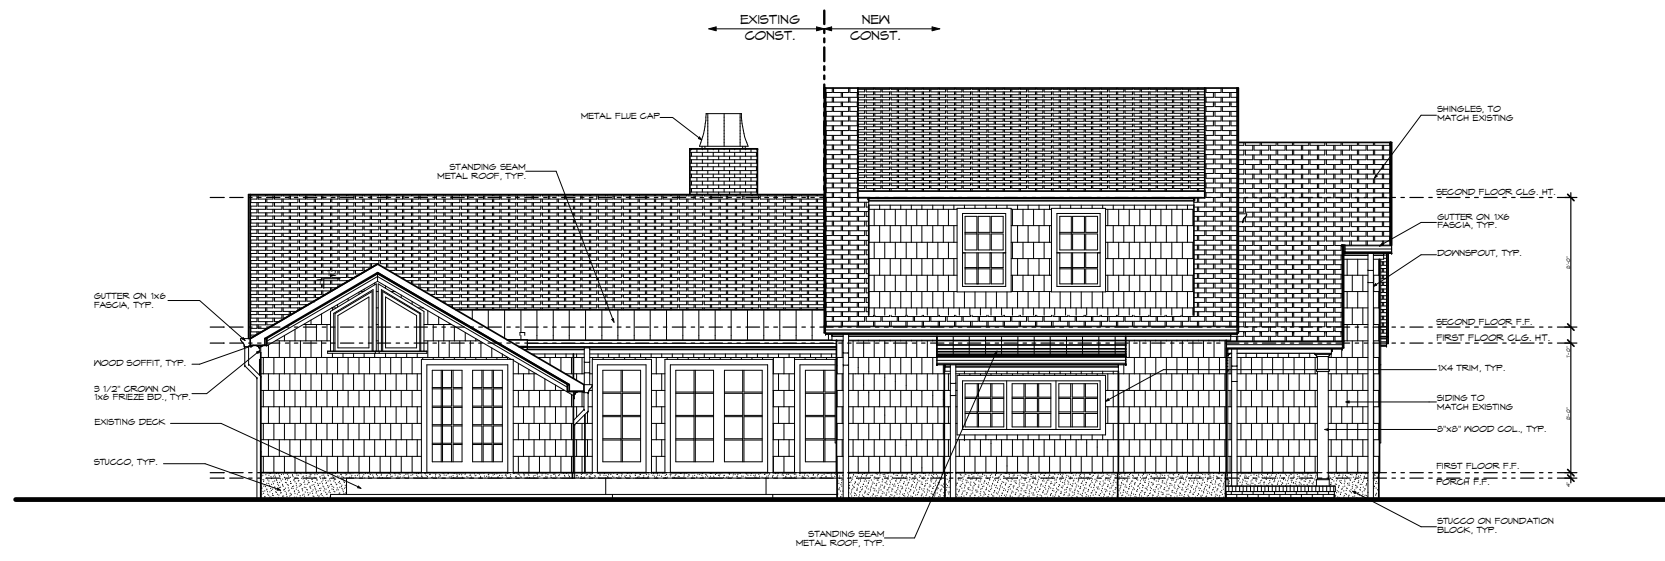 EXISTING
CONST.
NEW
CONST.
METAL FLUE CAP
STANDING SEAM
METAL ROOF, TYP.
GUTTER ON 1x6
FASCIA, TYP.
WOOD SOFFIT, TYP.
3 1/2" CROWN ON
1x6 FRIEZE BD., TYP.
EXISTING DECK
STUCCO, TYP.
STANDING SEAM
METAL ROOF, TYP.
SHINGLES, TO
MATCH EXISTING
SECOND FLOOR CLG. HT.
GUTTER ON 1x6
FASCIA, TYP.
DOWNSPOUT, TYP.
SECOND FLOOR F.F.
FIRST FLOOR CLG. HT.
1X4 TRIM, TYP.
SIDING TO
MATCH EXISTING
8"x8" WOOD COL., TYP.
FIRST FLOOR F.F.
PORCH F.F.
STUCCO ON FOUNDATION
BLOCK, TYP.